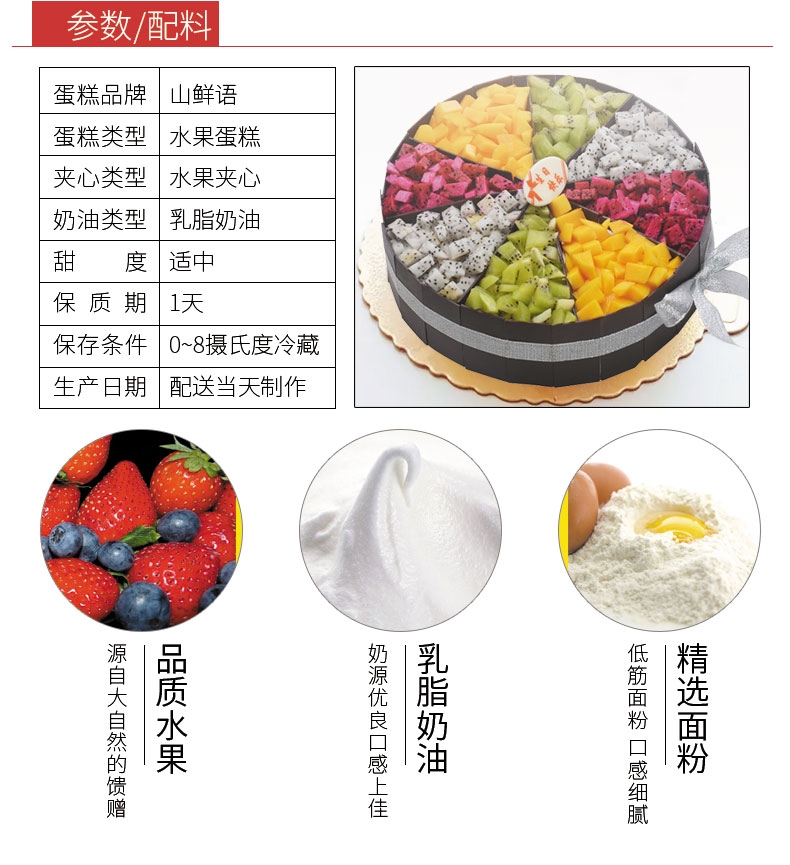 参数/配料
蛋糕品牌 山鲜语
蛋糕类型 水果蛋糕
夹心类型 水果夹心
奶油类型 乳脂奶油
甜度 适中
保质期 1天
保存条件 0~8摄氏度冷藏
生产日期 配送当天制作
生日
快乐
品质水果
源自大自然的馈赠
乳脂奶油
奶源优良口感上佳
精选面粉
低筋面粉 口感细腻